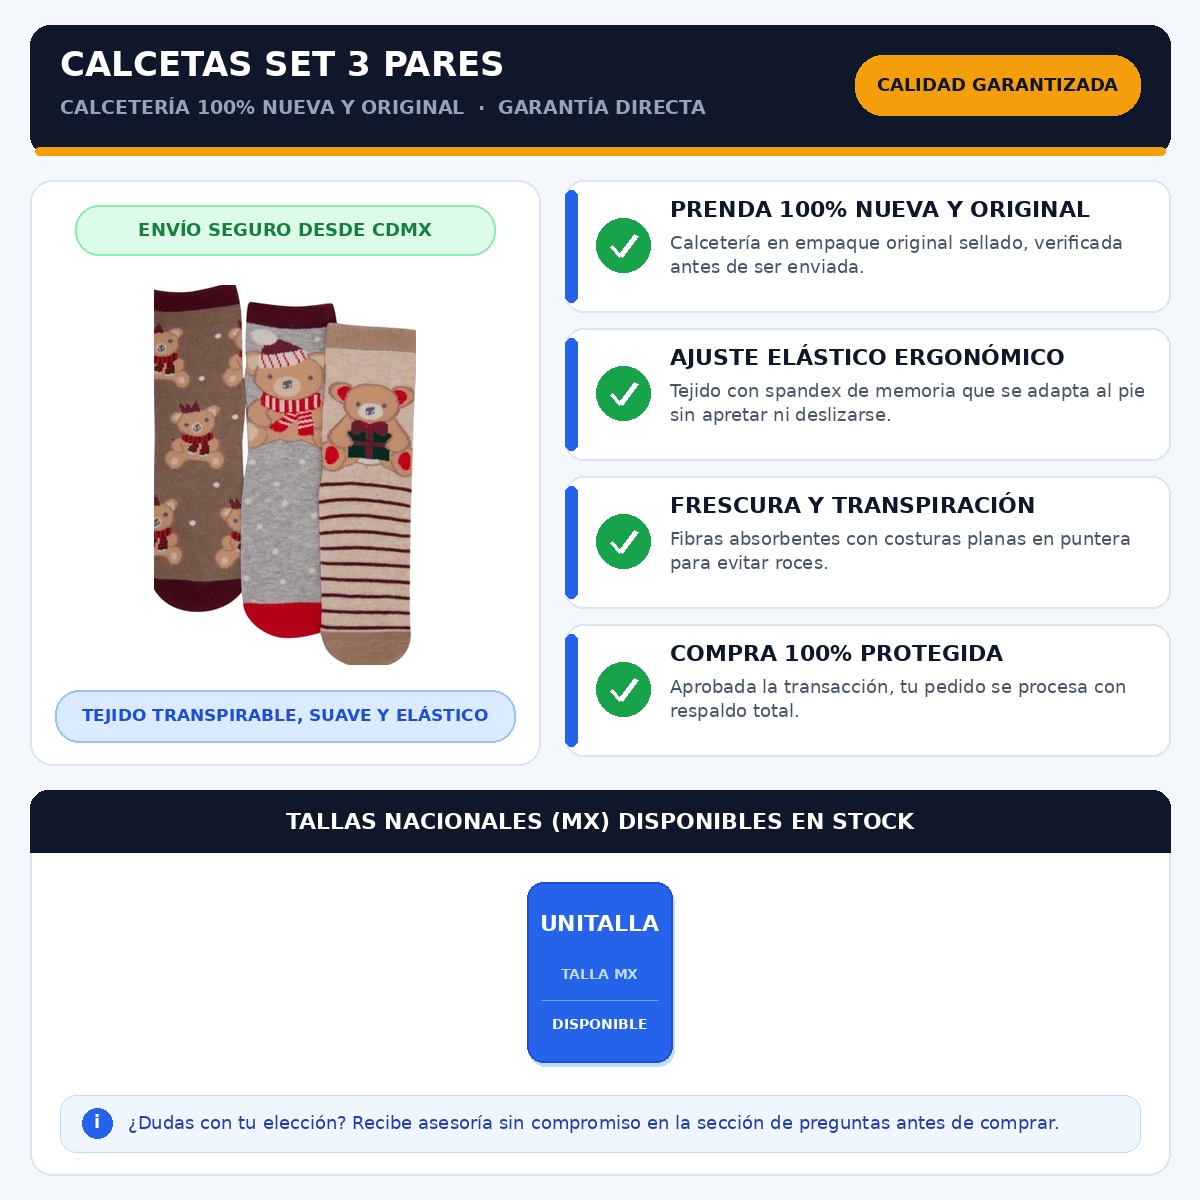 CALCETAS SET 3 PARES
CALCETERÍA 100% NUEVA Y ORIGINAL · GARANTÍA DIRECTA
CALIDAD GARANTIZADA
ENVÍO SEGURO DESDE CDMX
TEJIDO TRANSPIRABLE, SUAVE Y ELÁSTICO
PRENDA 100% NUEVA Y ORIGINAL
Calcetería en empaque original sellado, verificada
antes de ser enviada.
AJUSTE ELÁSTICO ERGONÓMICO
Tejido con spandex de memoria que se adapta al pie
sin apretar ni deslizarse.
FRESCURA Y TRANSPIRACIÓN
Fibras absorbentes con costuras planas en puntera
para evitar roces.
COMPRA 100% PROTEGIDA
Aprobada la transacción, tu pedido se procesa con
respaldo total.
TALLAS NACIONALES (MX) DISPONIBLES EN STOCK
UNITALLA
TALLA MX
DISPONIBLE
i ¿Dudas con tu elección? Recibe asesoría sin compromiso en la sección de preguntas antes de comprar.